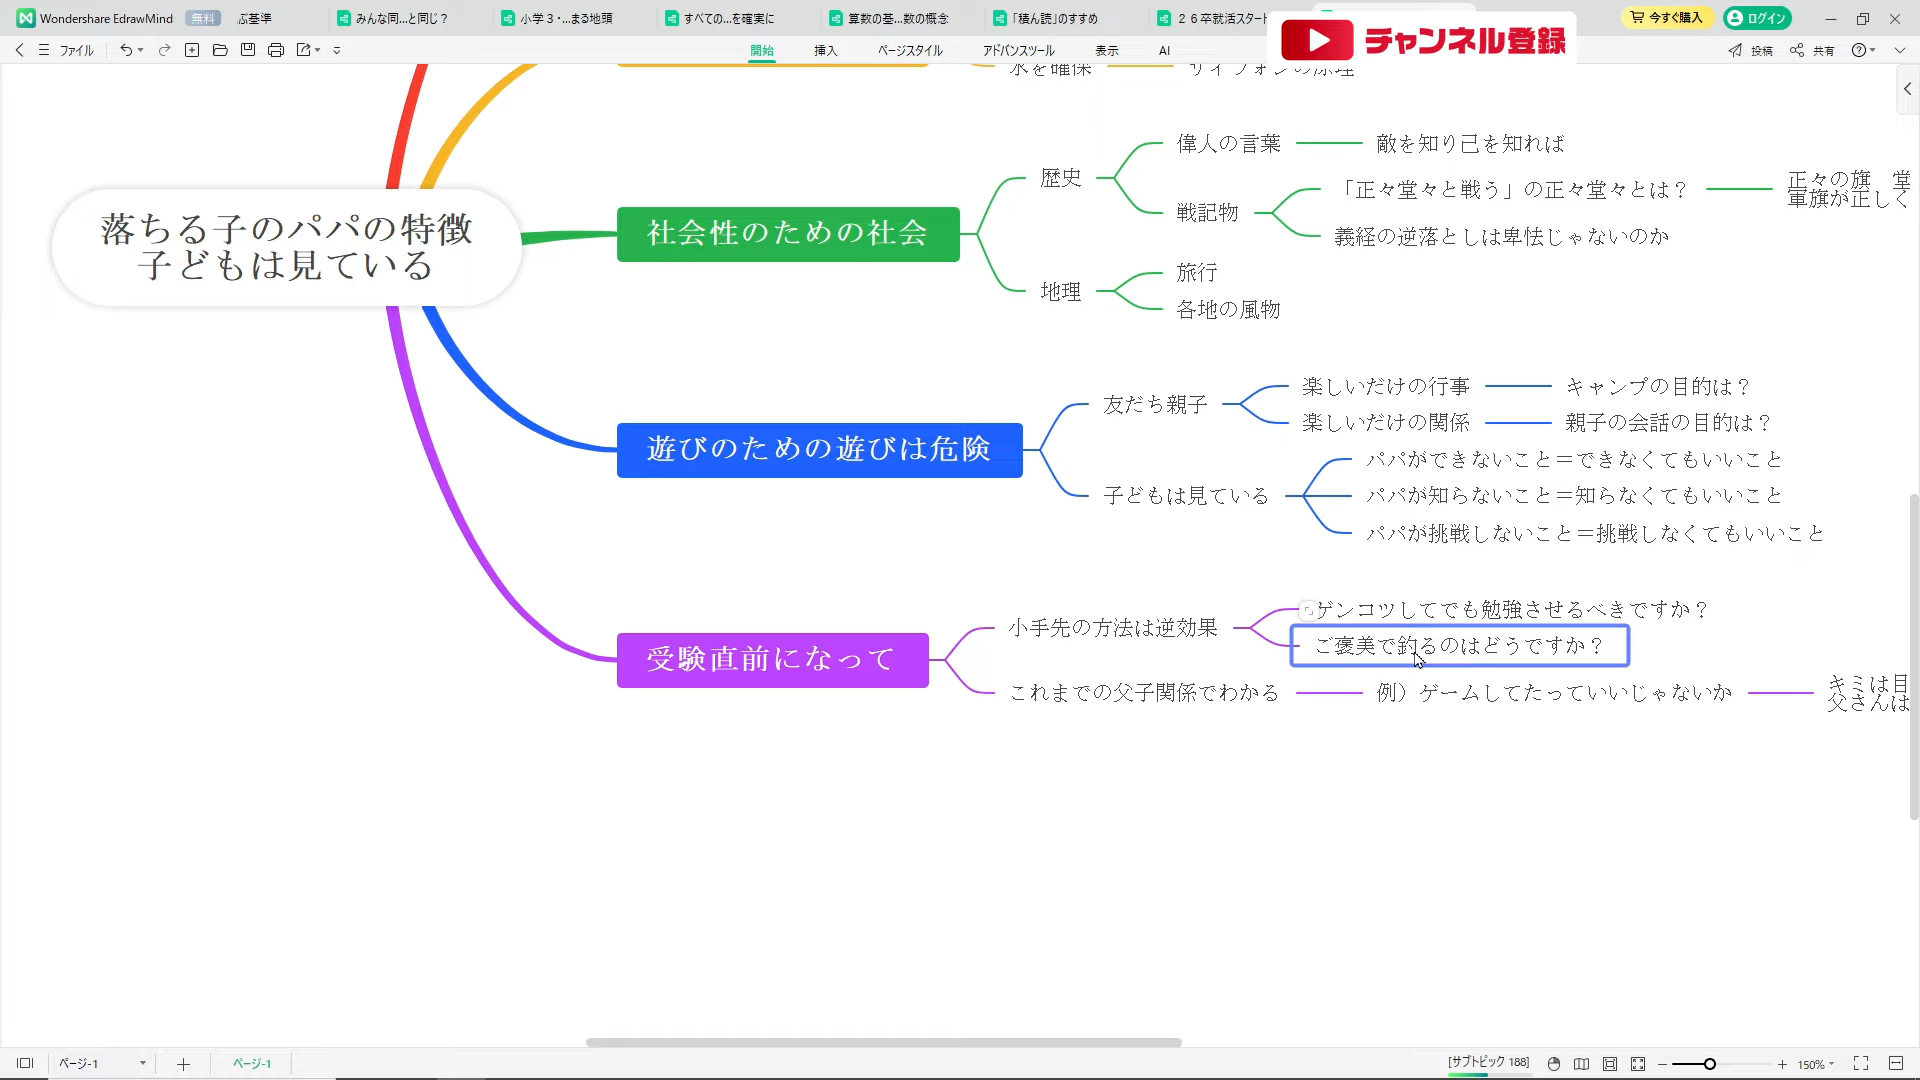 Wondershare EdrawMind
無料
ぶ基準
みんな同...と同じ？
小学３・...まる地頭
すべての...を確実に
算数の基...数の概念
「積ん読」のすすめ
２６卒就活スタート
今すぐ購入
ログイン
ファイル
開始
挿入
ページスタイル
アドバンスツール
表示
AI
チャンネル登録
投稿
共有
水を確保
サイフォンの原理
落ちる子のパパの特徴
子どもは見ている
社会性のための社会
歴史
偉人の言葉
敵を知り己を知れば
戦記物
「正々堂々と戦う」の正々堂々とは？
正々の旗　堂
軍旗が正しく
義経の逆落としは卑怯じゃないのか
地理
旅行
各地の風物
遊びのための遊びは危険
友だち親子
楽しいだけの行事
キャンプの目的は？
楽しいだけの関係
親子の会話の目的は？
子どもは見ている
パパができないこと＝できなくてもいいこと
パパが知らないこと＝知らなくてもいいこと
パパが挑戦しないこと＝挑戦しなくてもいいこと
受験直前になって
小手先の方法は逆効果
ゲンコツしてでも勉強させるべきですか？
ご褒美で釣るのはどうですか？
これまでの父子関係でわかる
例）ゲームしてたっていいじゃないか
キミは目
父さんは
ページ-1
ページ-1
[サブトピック 188]
150%